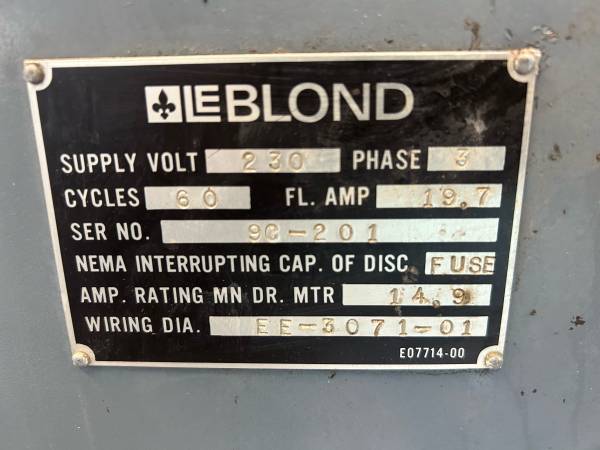 LEBLOND
SUPPLY VOLT 230 PHASE 3
CYCLES 60 FL. AMP 19.7
SER NO. 9C-201
NEMA INTERRUPTING CAP. OF DISC. FUSE
AMP. RATING MN DR. MTR 14.9
WIRING DIA. EE-3071-01
E07714-00